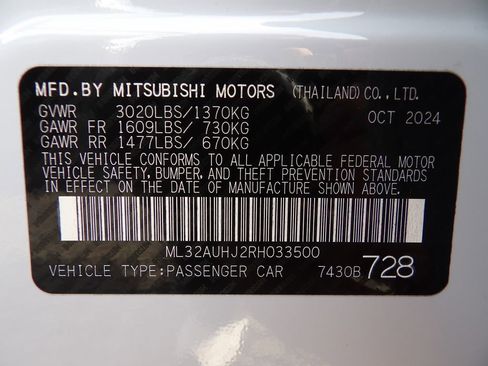 MFD.BY MITSUBISHI MOTORS (THAILAND)CO.,LTD.
GVWR 3020LBS/1370KG OCT 2024
GAWR FR 1609LBS/ 730KG
GAWR RR 1477LBS/ 670KG
THIS VEHICLE CONFORMS TO ALL APPLICABLE FEDERAL MOTOR
VEHICLE SAFETY, BUMPER, AND THEFT PREVENTION STANDARDS
IN EFFECT ON THE DATE OF MANUFACTURE SHOWN ABOVE.
ML32AUHJ2RH033500
VEHICLE TYPE:PASSENGER CAR 7430B 728